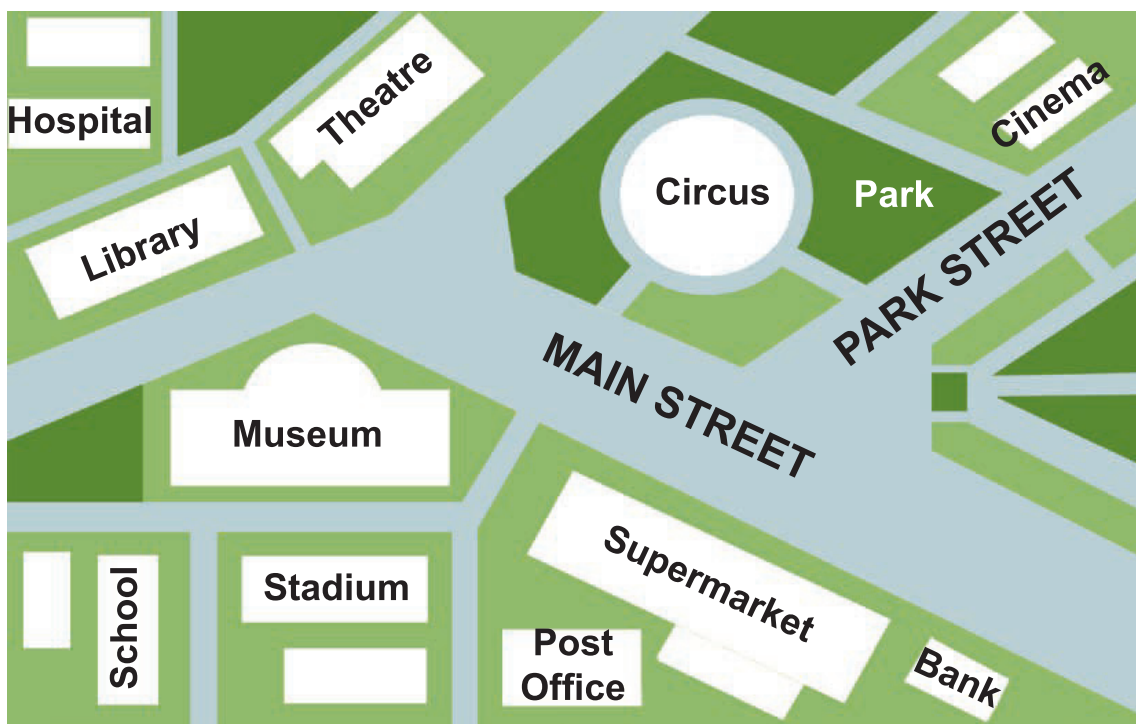 Hospital
Theatre
Cinema
Circus
Park
Library
PARK STREET
MAIN STREET
Museum
School
Stadium
Supermarket
Post
Office
Bank